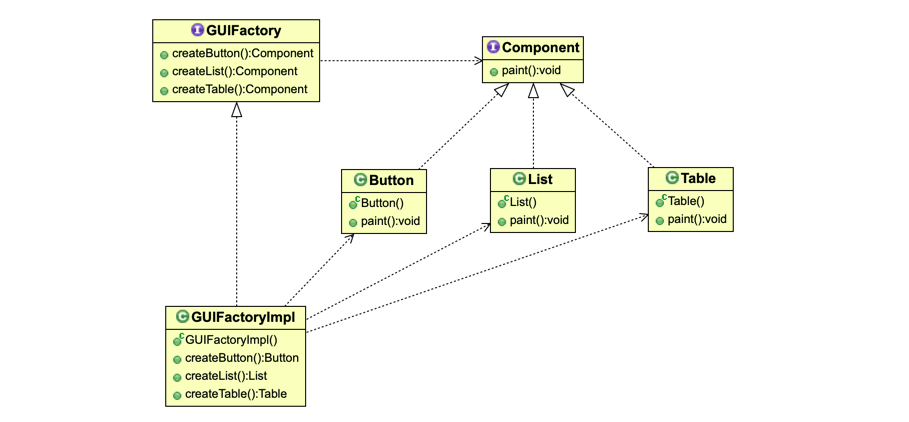 GUIFactory
createButton():Component
createList():Component
createTable():Component
Component
paint():void
Button
Button()
paint():void
List
List()
paint():void
Table
Table()
paint():void
GUIFactoryImpl
GUIFactoryImpl()
createButton():Button
createList():List
createTable():Table